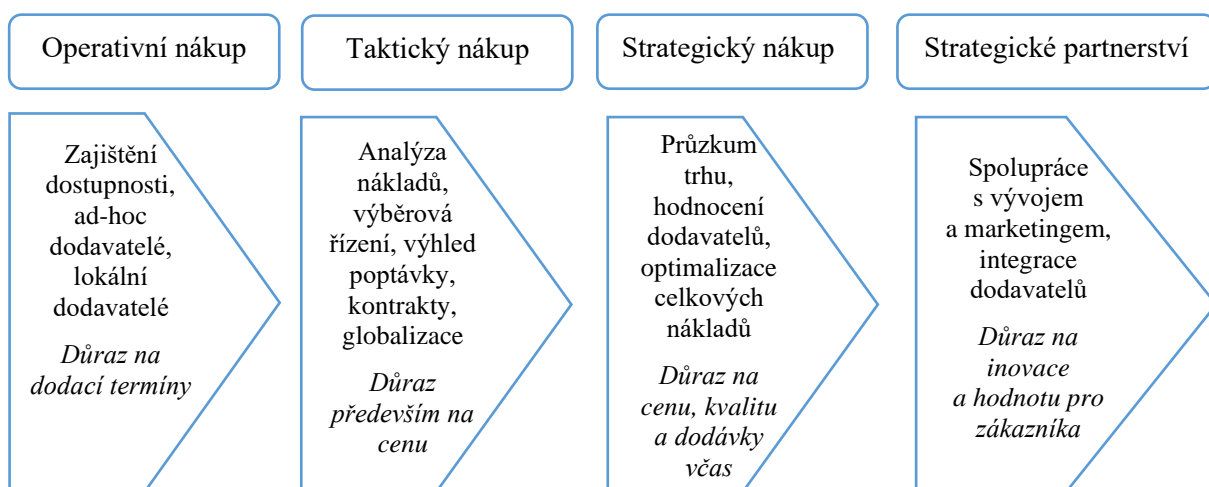 Operativní nákup
Taktický nákup
Strategický nákup
Strategické partnerství
Zajištění
dostupnosti,
ad-hoc
dodavatelé,
lokální
dodavatelé
Důraz na
dodací termíny
Analýza
nákladů,
výběrová
řízení, výhled
poptávky,
kontrakty,
globalizace
Důraz
především na
cenu
Průzkum
trhu,
hodnocení
dodavatelů,
optimalizace
celkových
nákladů
Důraz na
cenu, kvalitu
a dodávky
včas
Spolupráce
s vývojem
a marketingem,
integrace
dodavatelů
Důraz na
inovace
a hodnotu pro
zákazníka